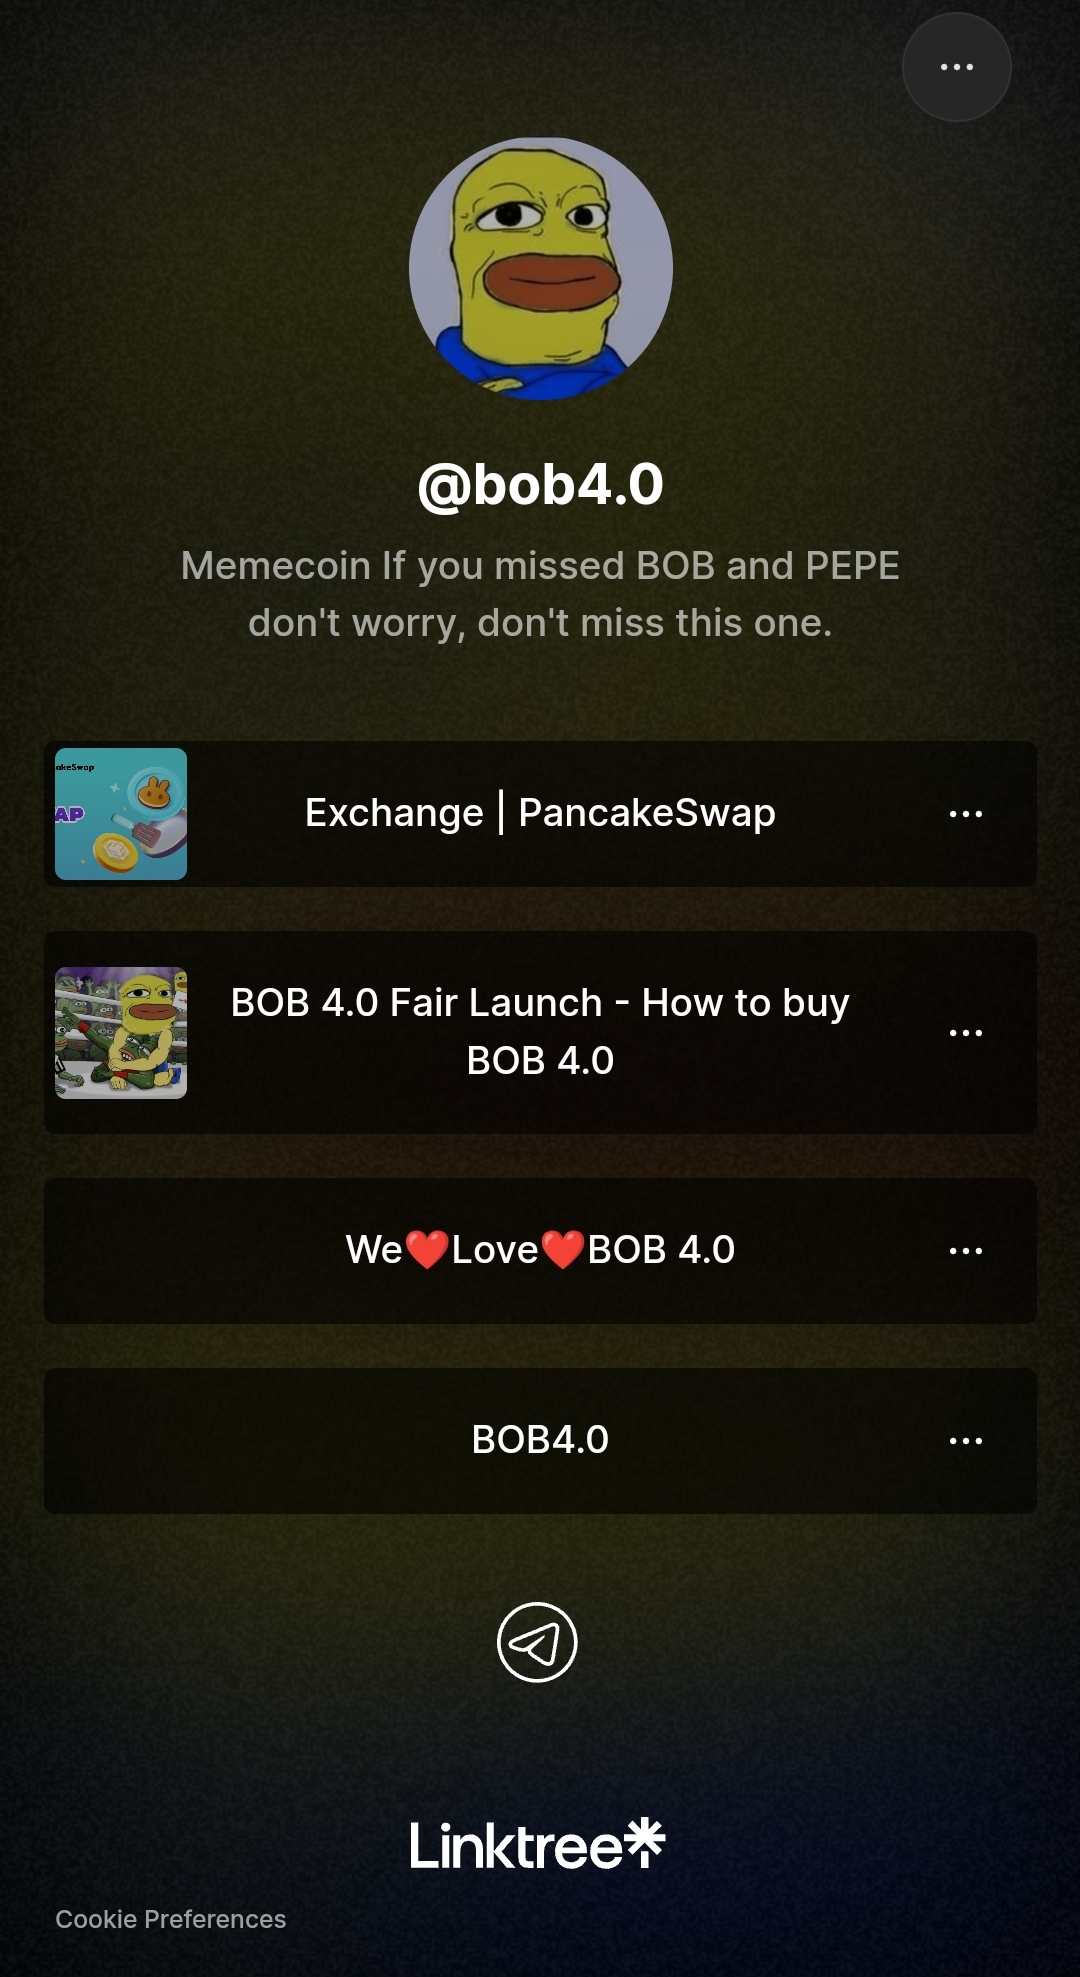 @bob4.0
Memecoin If you missed BOB and PEPE
don't worry, don't miss this one.
akeSwap
AP
Exchange | PancakeSwap
BOB 4.0 Fair Launch - How to buy
BOB 4.0
We❤️Love❤️BOB 4.0
BOB4.0
Linktree
Cookie Preferences